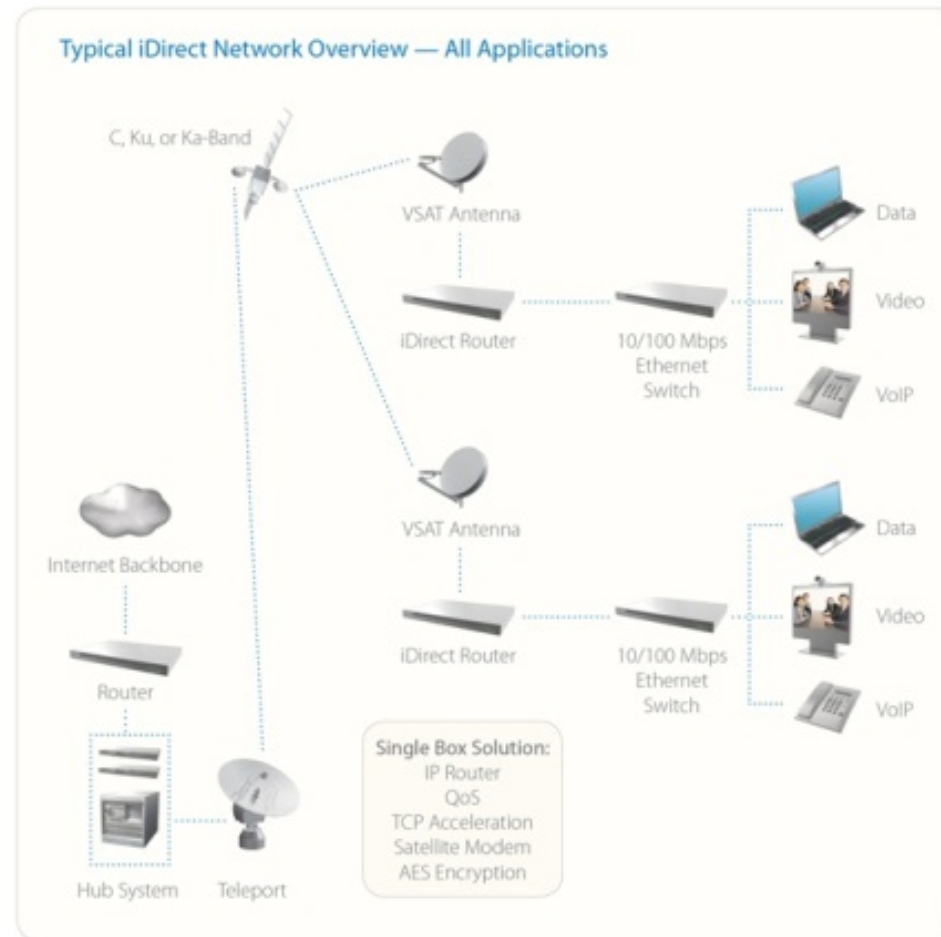 Typical iDirect Network Overview — All Applications
C, Ku, or Ka-Band
VSAT Antenna
iDirect Router
10/100 Mbps
Ethernet
Switch
Data
Video
VoIP
VSAT Antenna
iDirect Router
10/100 Mbps
Ethernet
Switch
Data
Video
VoIP
Internet Backbone
Router
Hub System
Teleport
Single Box Solution:
IP Router
QoS
TCP Acceleration
Satellite Modem
AES Encryption